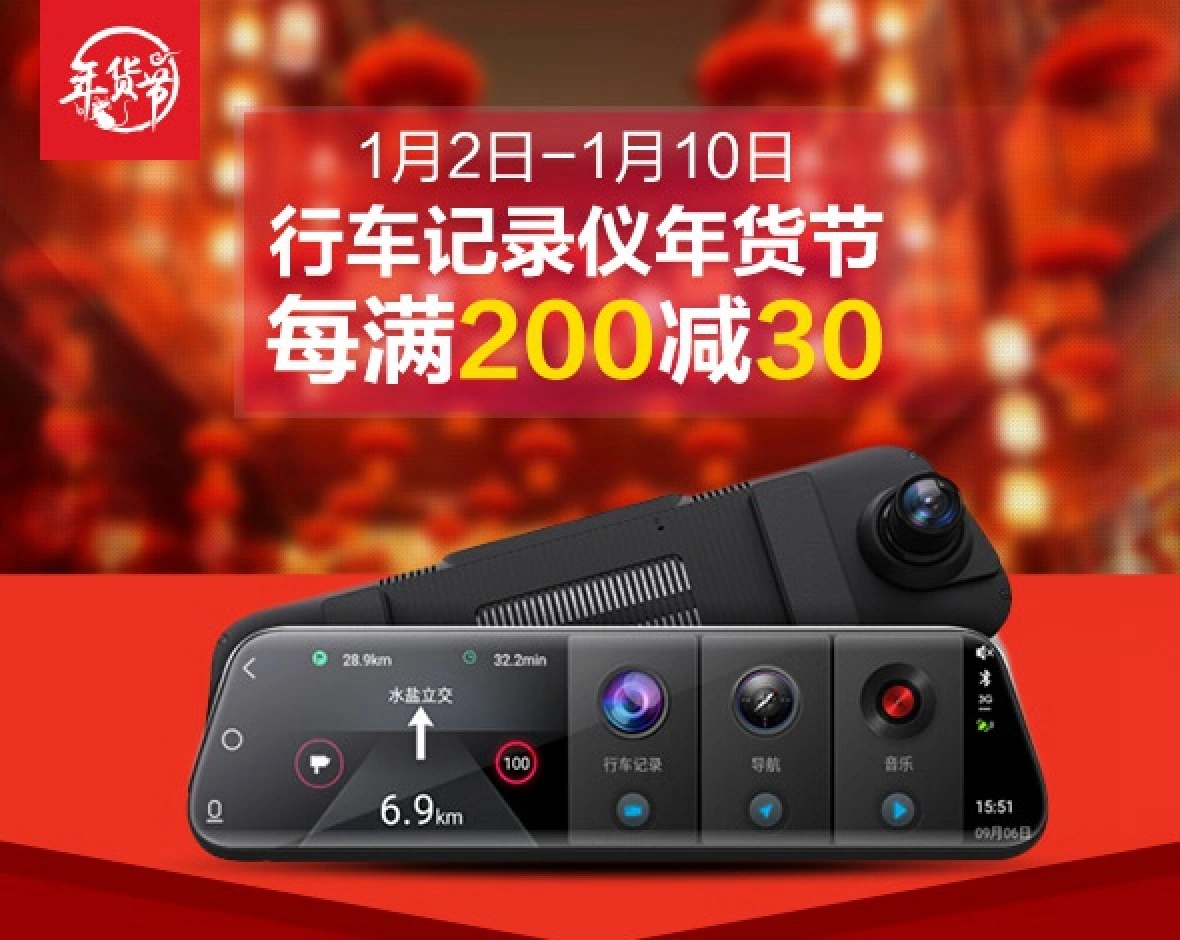 年货节
1月2日-1月10日
行车记录仪年货节
每满200减30
28.9km 32.2min
水盐立交
100
6.9km
行车记录 导航 音乐
3G
15:51
09月06日